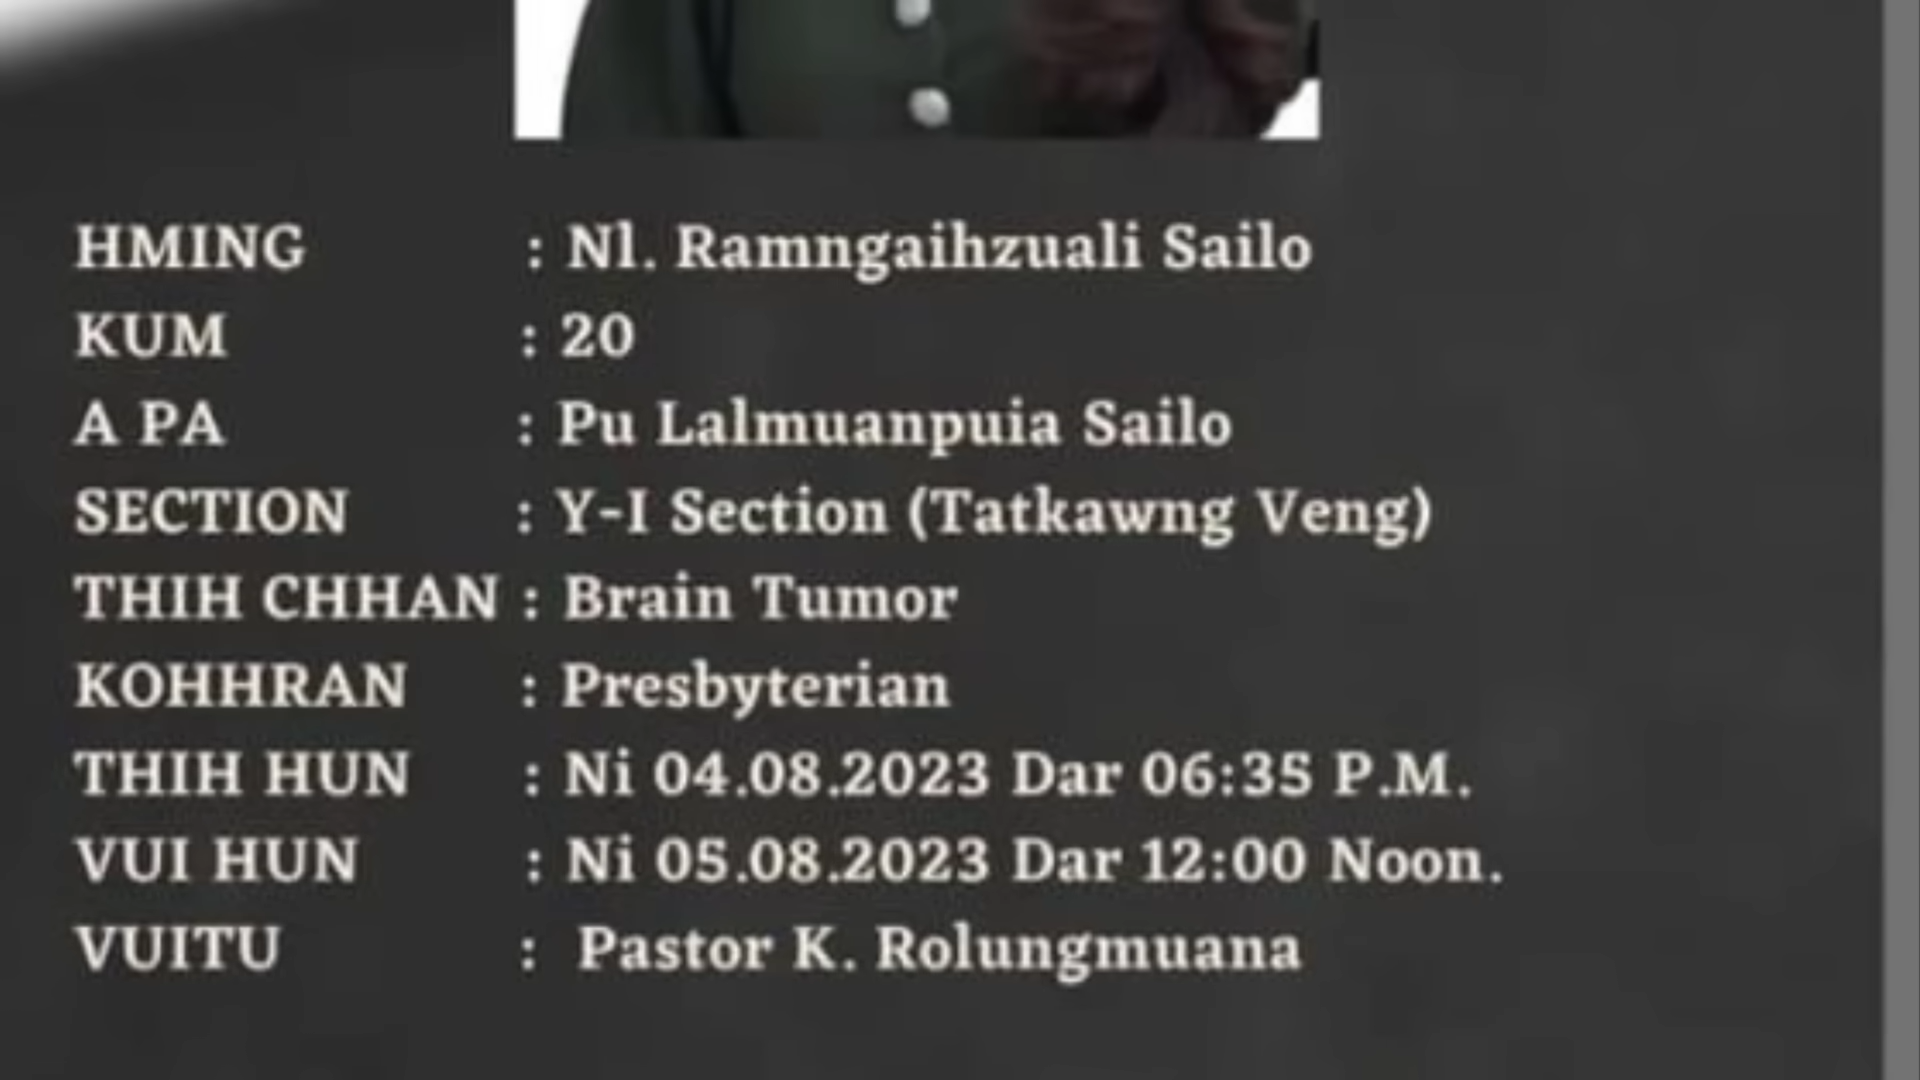 HMING : Nl. Ramngaihzuali Sailo
KUM : 20
A PA : Pu Lalmuanpuia Sailo
SECTION : Y-I Section (Tatkawng Veng)
THIH CHHAN : Brain Tumor
KOHHRAN : Presbyterian
THIH HUN : Ni 04.08.2023 Dar 06:35 P.M.
VUI HUN : Ni 05.08.2023 Dar 12:00 Noon.
VUITU : Pastor K. Rolungmuana